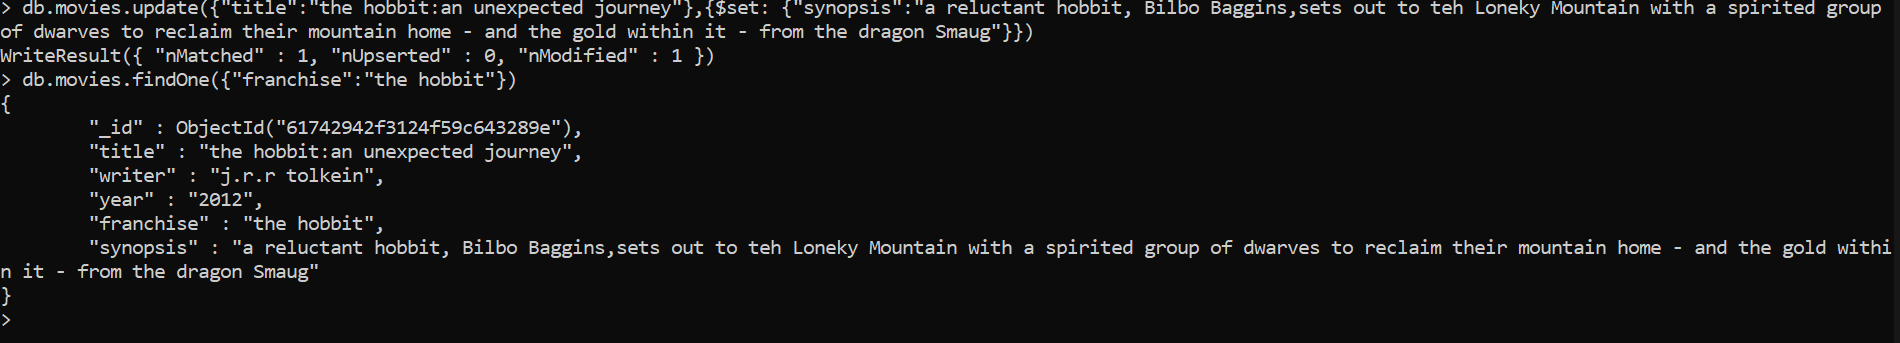 > db.movies.update({"title":"the hobbit:an unexpected journey"},{$set: {"synopsis":"a reluctant hobbit, Bilbo Baggins,sets out to teh Loneky Mountain with a spirited group
of dwarves to reclaim their mountain home - and the gold within it - from the dragon Smaug"}})
WriteResult({ "nMatched" : 1, "nUpserted" : 0, "nModified" : 1 })
> db.movies.findOne({"franchise":"the hobbit"})
{
        "_id" : ObjectId("61742942f3124f59c643289e"),
        "title" : "the hobbit:an unexpected journey",
        "writer" : "j.r.r tolkein",
        "year" : "2012",
        "franchise" : "the hobbit",
        "synopsis" : "a reluctant hobbit, Bilbo Baggins,sets out to teh Loneky Mountain with a spirited group of dwarves to reclaim their mountain home - and the gold withi
n it - from the dragon Smaug"
}
>